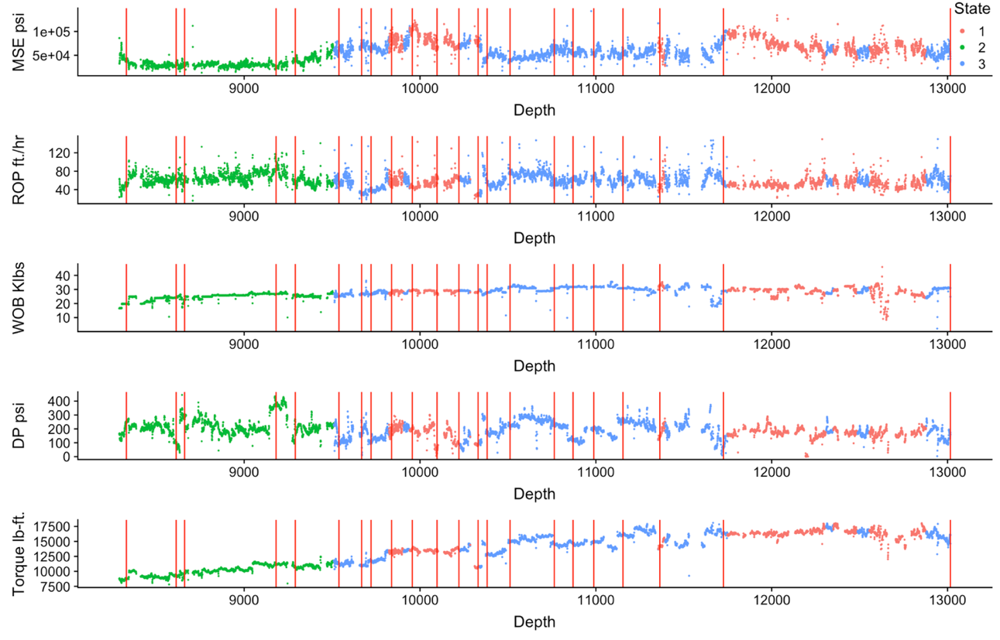 State
1
2
3
MSE psi
1e+05
5e+04
9000 10000 11000 12000 13000
Depth
ROP ft./hr
120
80
40
9000 10000 11000 12000 13000
Depth
WOB Klbs
40
30
20
10
9000 10000 11000 12000 13000
Depth
DP psi
400
300
200
100
0
9000 10000 11000 12000 13000
Depth
Torque lb-ft.
17500
15000
12500
10000
7500
9000 10000 11000 12000 13000
Depth